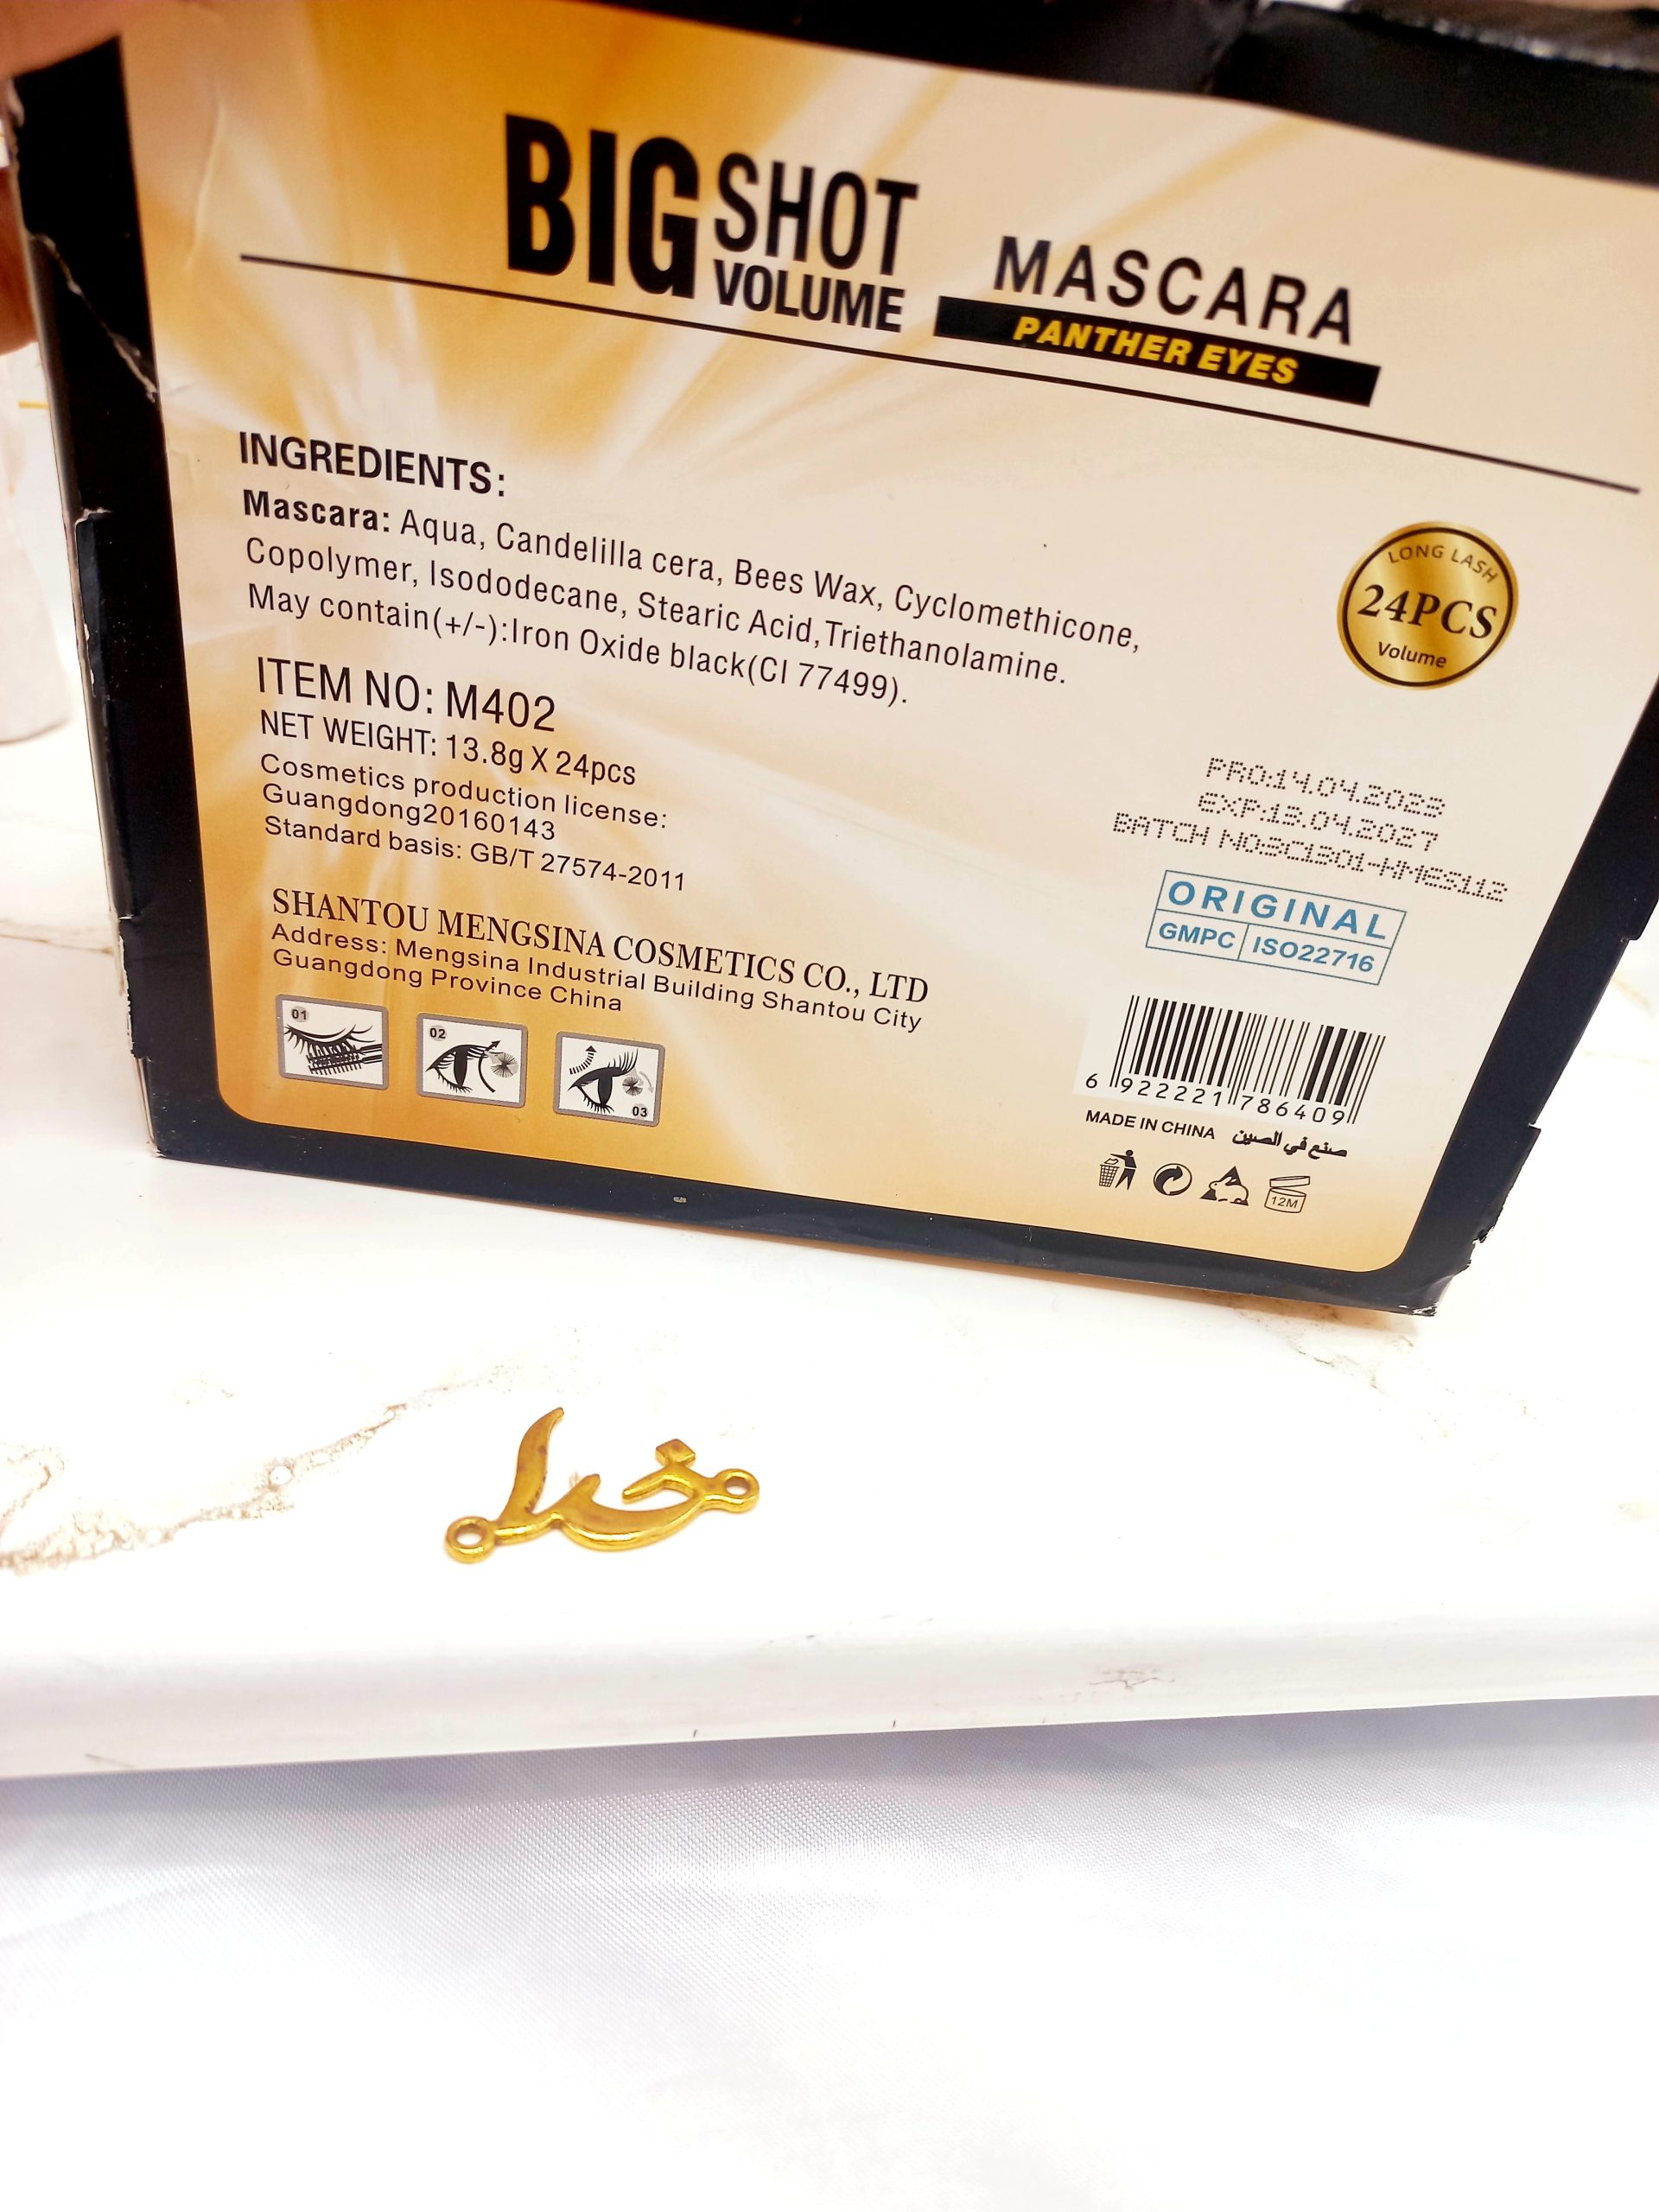 BIG SHOT
VOLUME
MASCARA
PANTHER EYES
INGREDIENTS:
Mascara: Aqua, Candelilla cera, Bees Wax, Cyclomethicone,
Copolymer, Isododecane, Stearic Acid,Triethanolamine.
May contain(+/-):Iron Oxide black(CI 77499).
ITEM NO: M402
NET WEIGHT: 13.8g X 24pcs
Cosmetics production license:
Guangdong20160143
Standard basis: GB/T 27574-2011
SHANTOU MENGSINA COSMETICS CO., LTD
Address: Mengsina Industrial Building Shantou City
Guangdong Province China
01
02
03
LONG LASH
24PCS
Volume
PRO:14.04.2023
EXP:13.04.2027
BATCH NO:
ORIGINAL
GMPC ISO22716
6 922221 786409
MADE IN CHINA صنع في الصين
12M
خدا